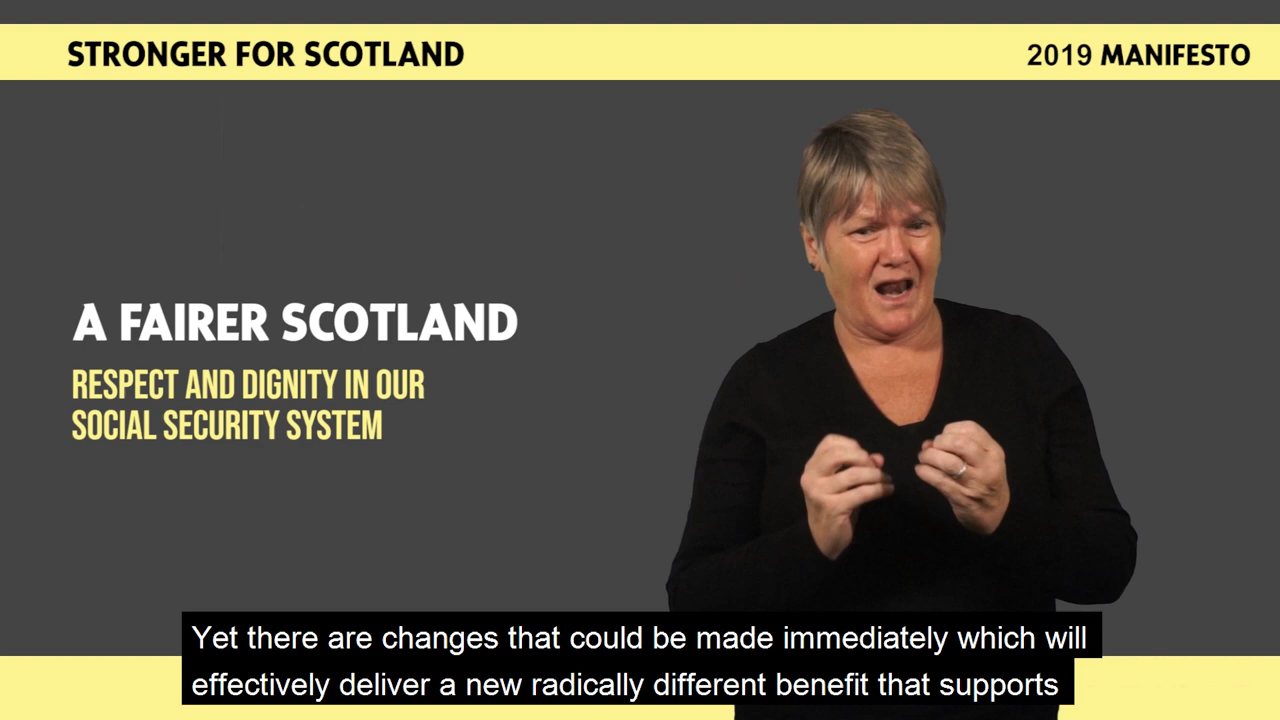 STRONGER FOR SCOTLAND
2019 MANIFESTO
A FAIRER SCOTLAND
RESPECT AND DIGNITY IN OUR
SOCIAL SECURITY SYSTEM
Yet there are changes that could be made immediately which will
effectively deliver a new radically different benefit that supports